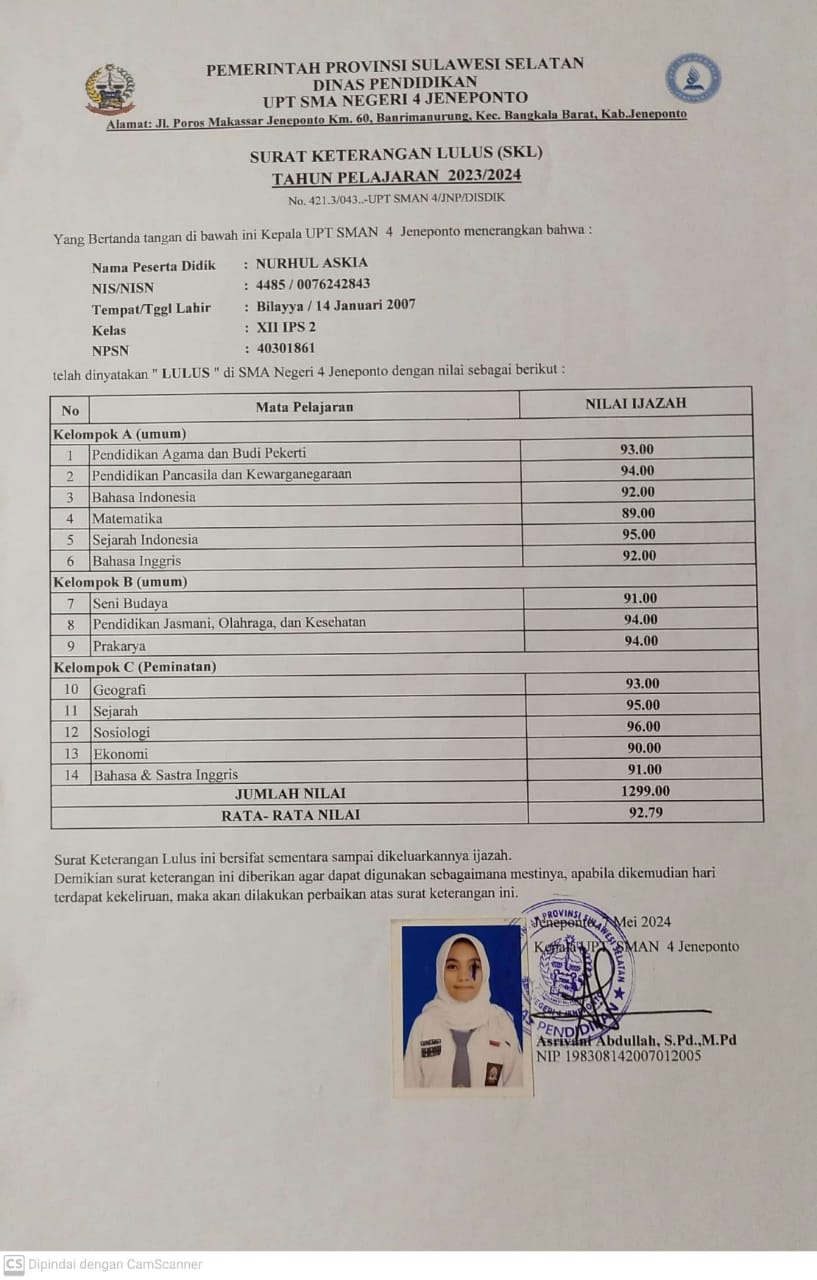 PEMERINTAH PROVINSI SULAWESI SELATAN
DINAS PENDIDIKAN
UPT SMA NEGERI 4 JENEPONTO
Alamat: Jl. Poros Makassar Jeneponto Km. 60, Banrimanurung, Kec. Bangkala Barat, Kab.Jeneponto
SURAT KETERANGAN LULUS (SKL)
TAHUN PELAJARAN 2023/2024
No. 421.3/043..-UPT SMAN 4/JNP/DISDIK
Yang Bertanda tangan di bawah ini Kepala UPT SMAN 4 Jeneponto menerangkan bahwa :
Nama Peserta Didik : NURHUL ASKIA
NIS/NISN : 4485 / 0076242843
Tempat/Tggl Lahir : Bilayya / 14 Januari 2007
Kelas : XII IPS 2
NPSN : 40301861
telah dinyatakan " LULUS " di SMA Negeri 4 Jeneponto dengan nilai sebagai berikut :
No Mata Pelajaran NILAI IJAZAH
Kelompok A (umum)
1 Pendidikan Agama dan Budi Pekerti 93.00
2 Pendidikan Pancasila dan Kewarganegaraan 94.00
3 Bahasa Indonesia 92.00
4 Matematika 89.00
5 Sejarah Indonesia 95.00
6 Bahasa Inggris 92.00
Kelompok B (umum)
7 Seni Budaya 91.00
8 Pendidikan Jasmani, Olahraga, dan Kesehatan 94.00
9 Prakarya 94.00
Kelompok C (Peminatan)
10 Geografi 93.00
11 Sejarah 95.00
12 Sosiologi 96.00
13 Ekonomi 90.00
14 Bahasa & Sastra Inggris 91.00
JUMLAH NILAI 1299.00
RATA- RATA NILAI 92.79
Surat Keterangan Lulus ini bersifat sementara sampai dikeluarkannya ijazah.
Demikian surat keterangan ini diberikan agar dapat digunakan sebagaimana mestinya, apabila dikemudian hari
terdapat kekeliruan, maka akan dilakukan perbaikan atas surat keterangan ini.
Jeneponto, 7 Mei 2024
Kepala UPT SMAN 4 Jeneponto
PROVINSI SULAWESI SELATAN
PENDIDIKAN
Asriyani Abdullah, S.Pd.,M.Pd
NIP 198308142007012005
CS Dipindai dengan CamScanner